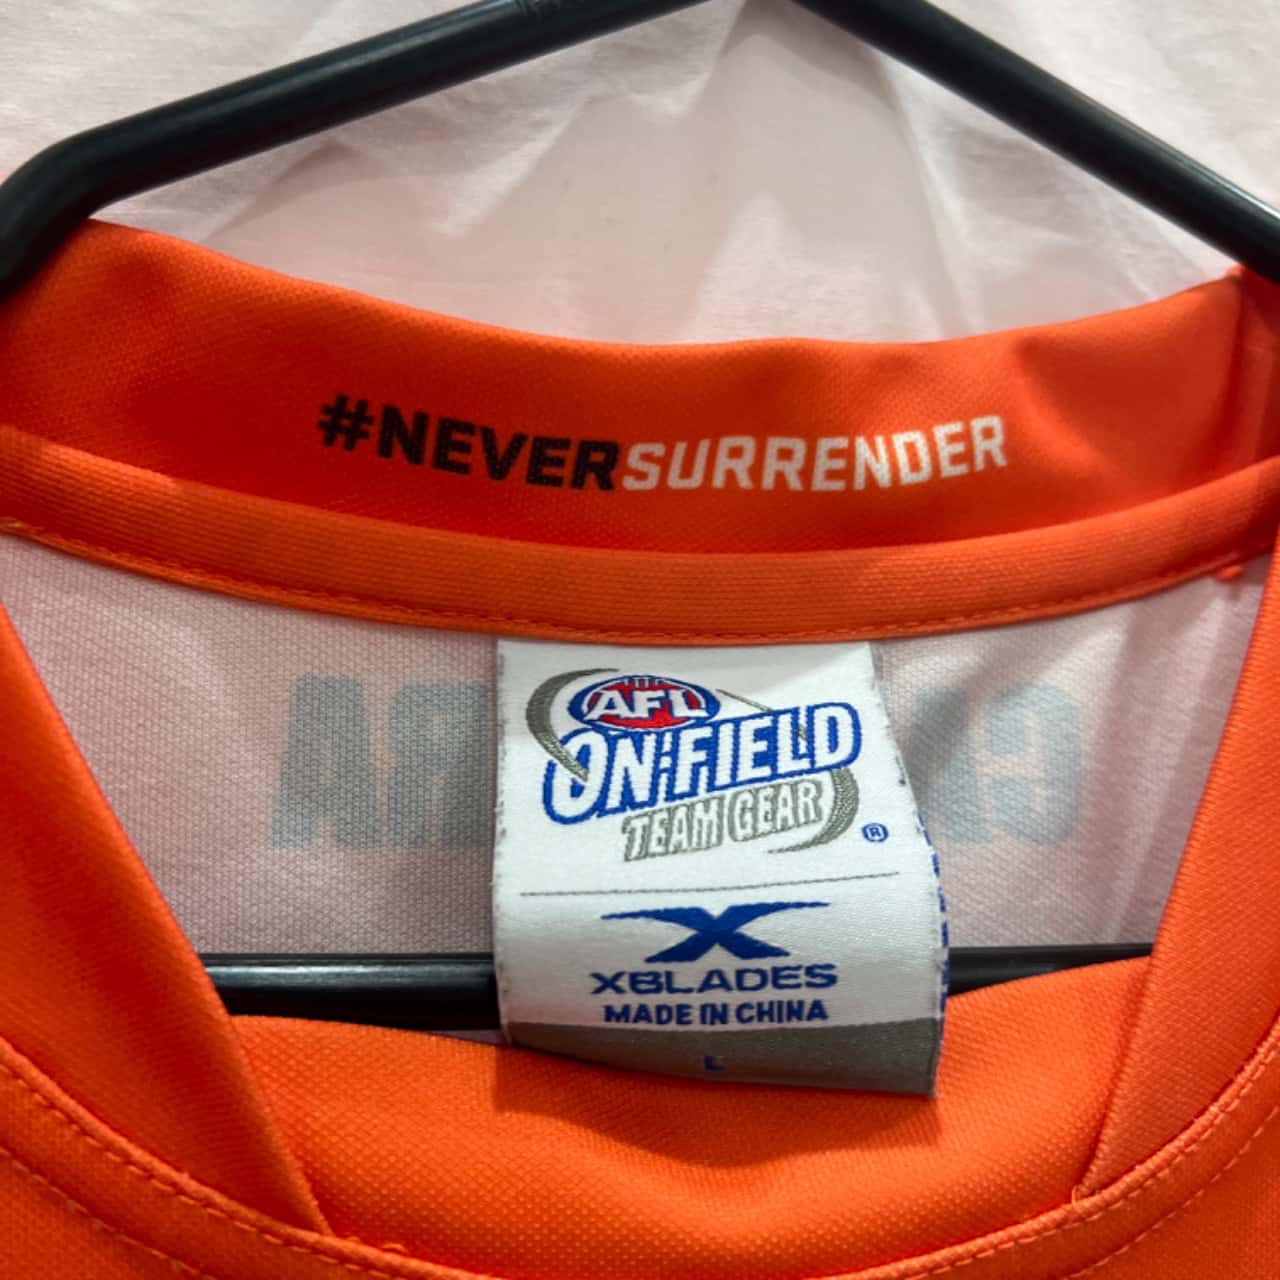 #NEVERSURRENDER
AFL
ON-FIELD
TEAM GEAR
®
XBLADES
MADE IN CHINA
L